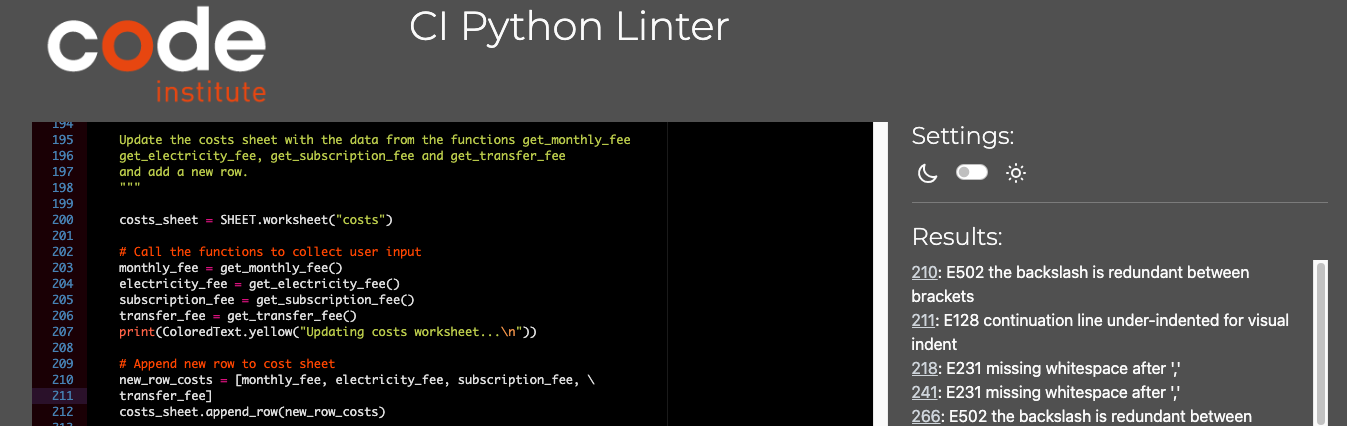 code
institute
CI Python Linter
194
195 Update the costs sheet with the data from the functions get_monthly_fee
196 get_electricity_fee, get_subscription_fee and get_transfer_fee
197 and add a new row.
198 """
199
200 costs_sheet = SHEET.worksheet("costs")
201
202 # Call the functions to collect user input
203 monthly_fee = get_monthly_fee()
204 electricity_fee = get_electricity_fee()
205 subscription_fee = get_subscription_fee()
206 transfer_fee = get_transfer_fee()
207 print(ColoredText.yellow("Updating costs worksheet...\n"))
208
209 # Append new row to cost sheet
210 new_row_costs = [monthly_fee, electricity_fee, subscription_fee, \
211 transfer_fee]
212 costs_sheet.append_row(new_row_costs)
Settings:
Results:
210: E502 the backslash is redundant between
brackets
211: E128 continuation line under-indented for visual
indent
218: E231 missing whitespace after ','
241: E231 missing whitespace after ','
266: E502 the backslash is redundant between